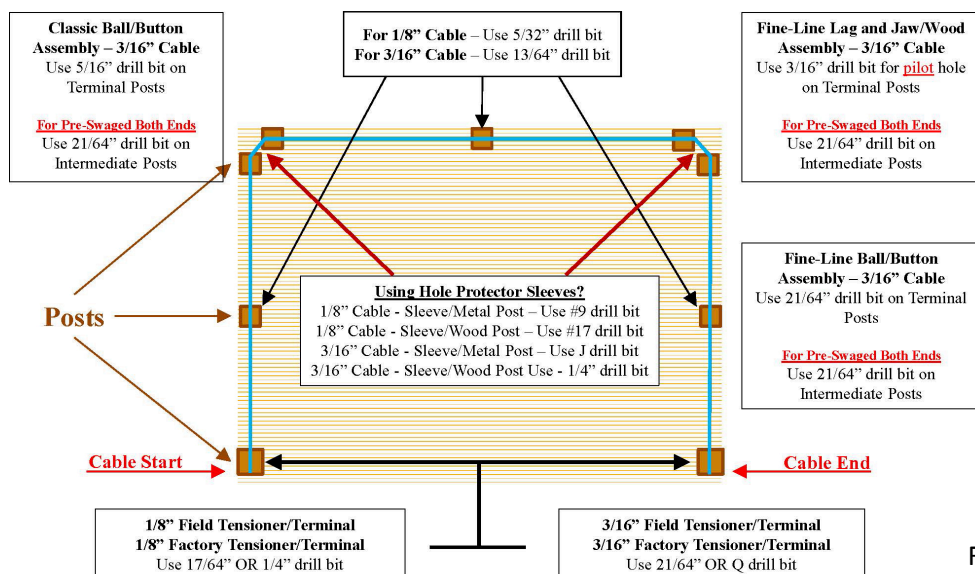 Classic Ball/Button
Assembly – 3/16” Cable
Use 5/16” drill bit on
Terminal Posts
For Pre-Swaged Both Ends
Use 21/64” drill bit on
Intermediate Posts
For 1/8” Cable – Use 5/32” drill bit
For 3/16” Cable – Use 13/64” drill bit
Fine-Line Lag and Jaw/Wood
Assembly – 3/16” Cable
Use 3/16” drill bit for pilot hole
on Terminal Posts
For Pre-Swaged Both Ends
Use 21/64” drill bit on
Intermediate Posts
Posts
Using Hole Protector Sleeves?
1/8” Cable - Sleeve/Metal Post – Use #9 drill bit
1/8” Cable - Sleeve/Wood Post – Use #17 drill bit
3/16” Cable - Sleeve/Metal Post – Use J drill bit
3/16” Cable - Sleeve/Wood Post Use - 1/4” drill bit
Fine-Line Ball/Button
Assembly – 3/16” Cable
Use 21/64” drill bit on Terminal
Posts
For Pre-Swaged Both Ends
Use 21/64” drill bit on
Intermediate Posts
Cable Start
Cable End
1/8” Field Tensioner/Terminal
1/8” Factory Tensioner/Terminal
Use 17/64” OR 1/4” drill bit
3/16” Field Tensioner/Terminal
3/16” Factory Tensioner/Terminal
Use 21/64” OR Q drill bit